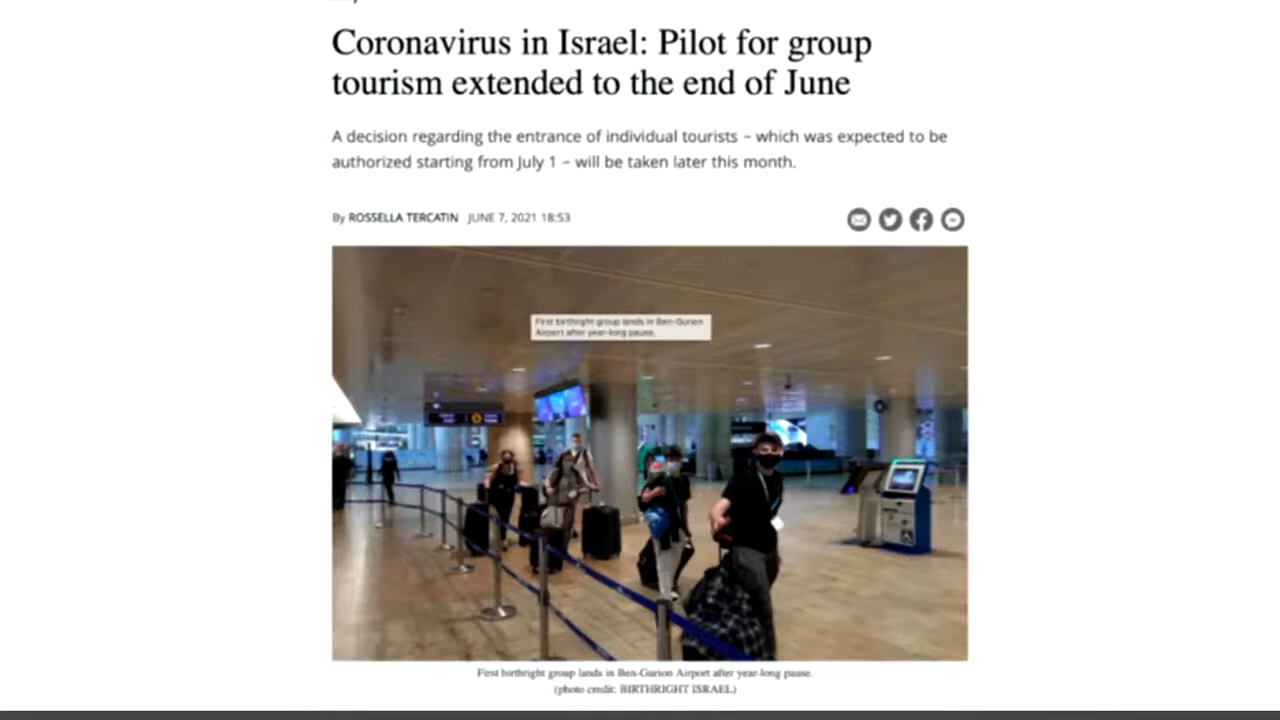 Coronavirus in Israel: Pilot for group
tourism extended to the end of June
A decision regarding the entrance of individual tourists – which was expected to be
authorized starting from July 1 – will be taken later this month.
By ROSSELLA TERCATIN JUNE 7, 2021 18:53
First birthright group lands in Ben-Gurion
Airport after year-long pause.
First birthright group lands in Ben-Gurion Airport after year-long pause.
(photo credit: BIRTHRIGHT ISRAEL)